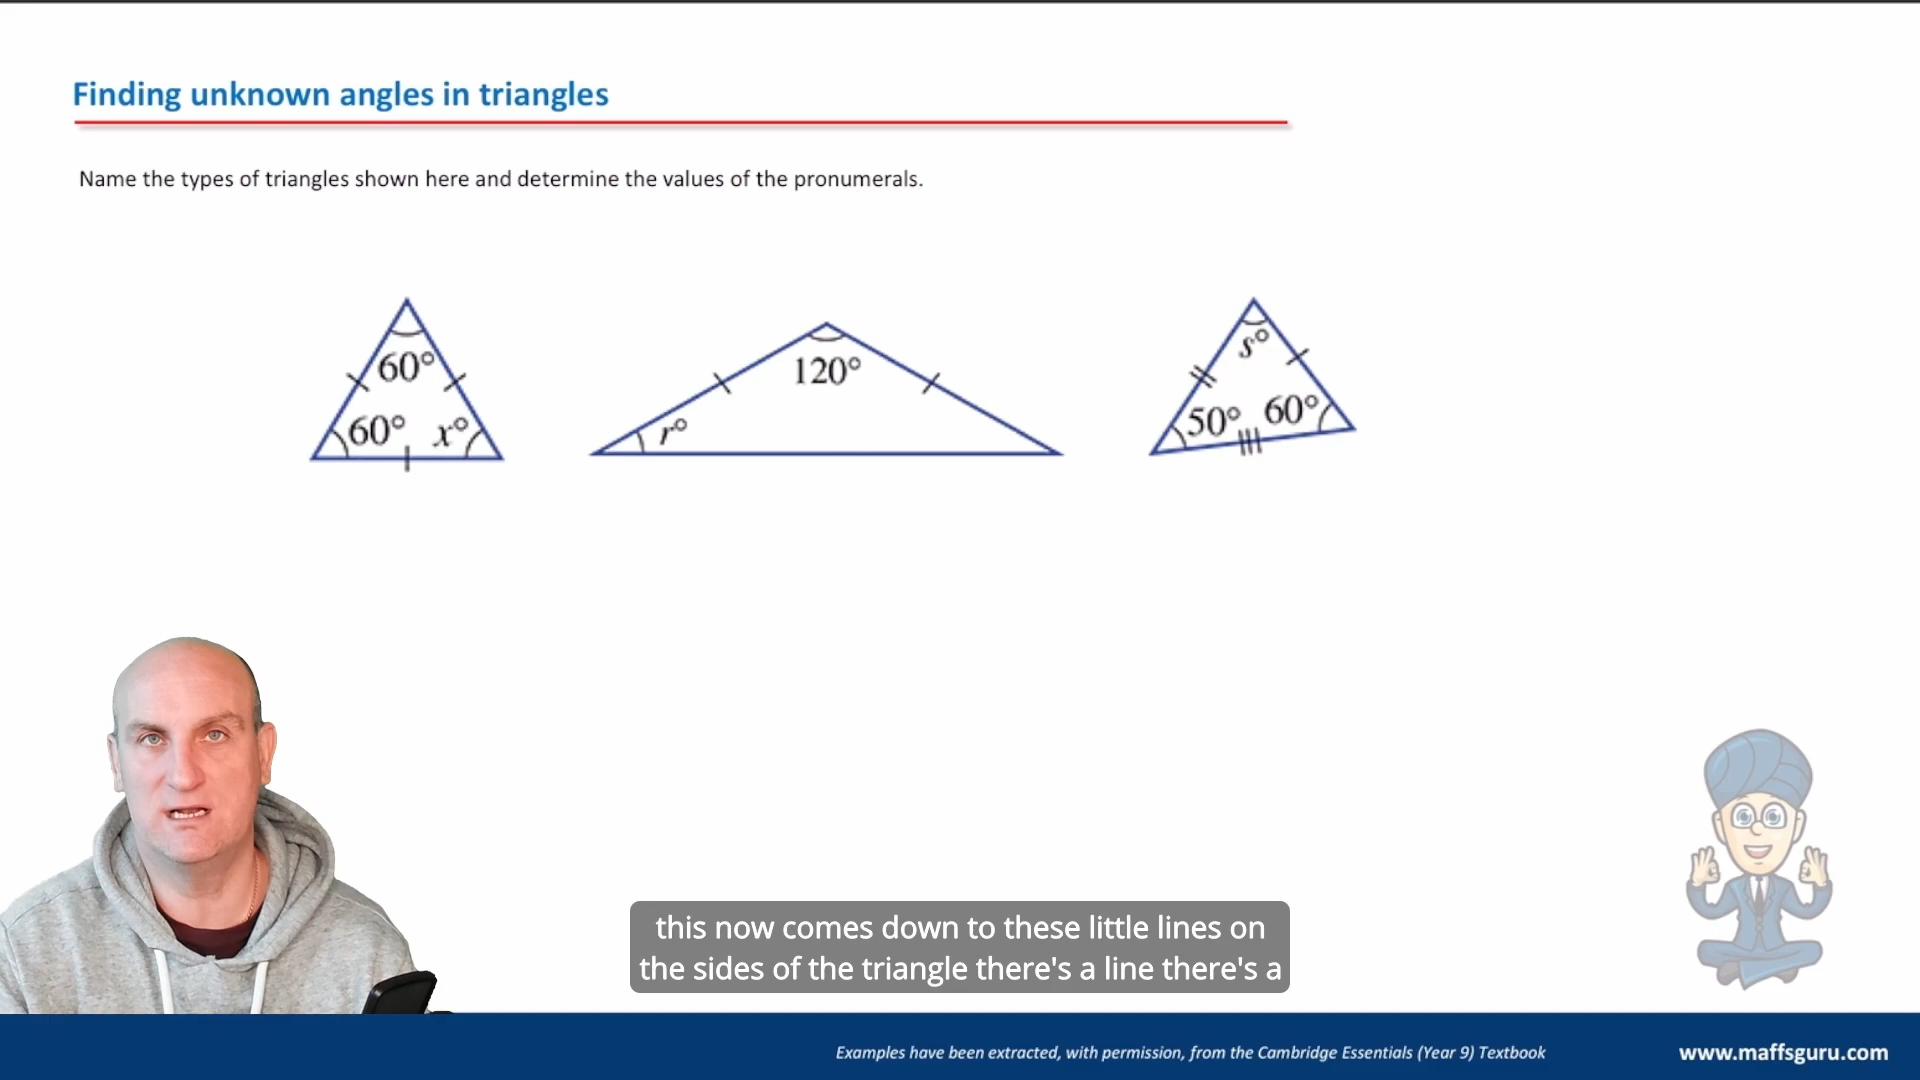 Finding unknown angles in triangles
Name the types of triangles shown here and determine the values of the pronumerals.
60°
60° x°
120°
r°
s°
50° 60°
this now comes down to these little lines on
the sides of the triangle there's a line there's a
Examples have been extracted, with permission, from the Cambridge Essentials (Year 9) Textbook
www.maffsguru.com